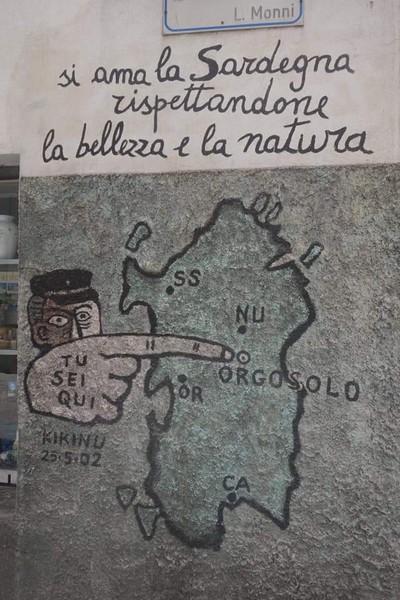 L. Monni
si ama la Sardegna
rispettandone
la bellezza e la natura
SS
NU
TU
SEI
QUI
ORGOSOLO
OR
KIKINU
25.5.02
CA